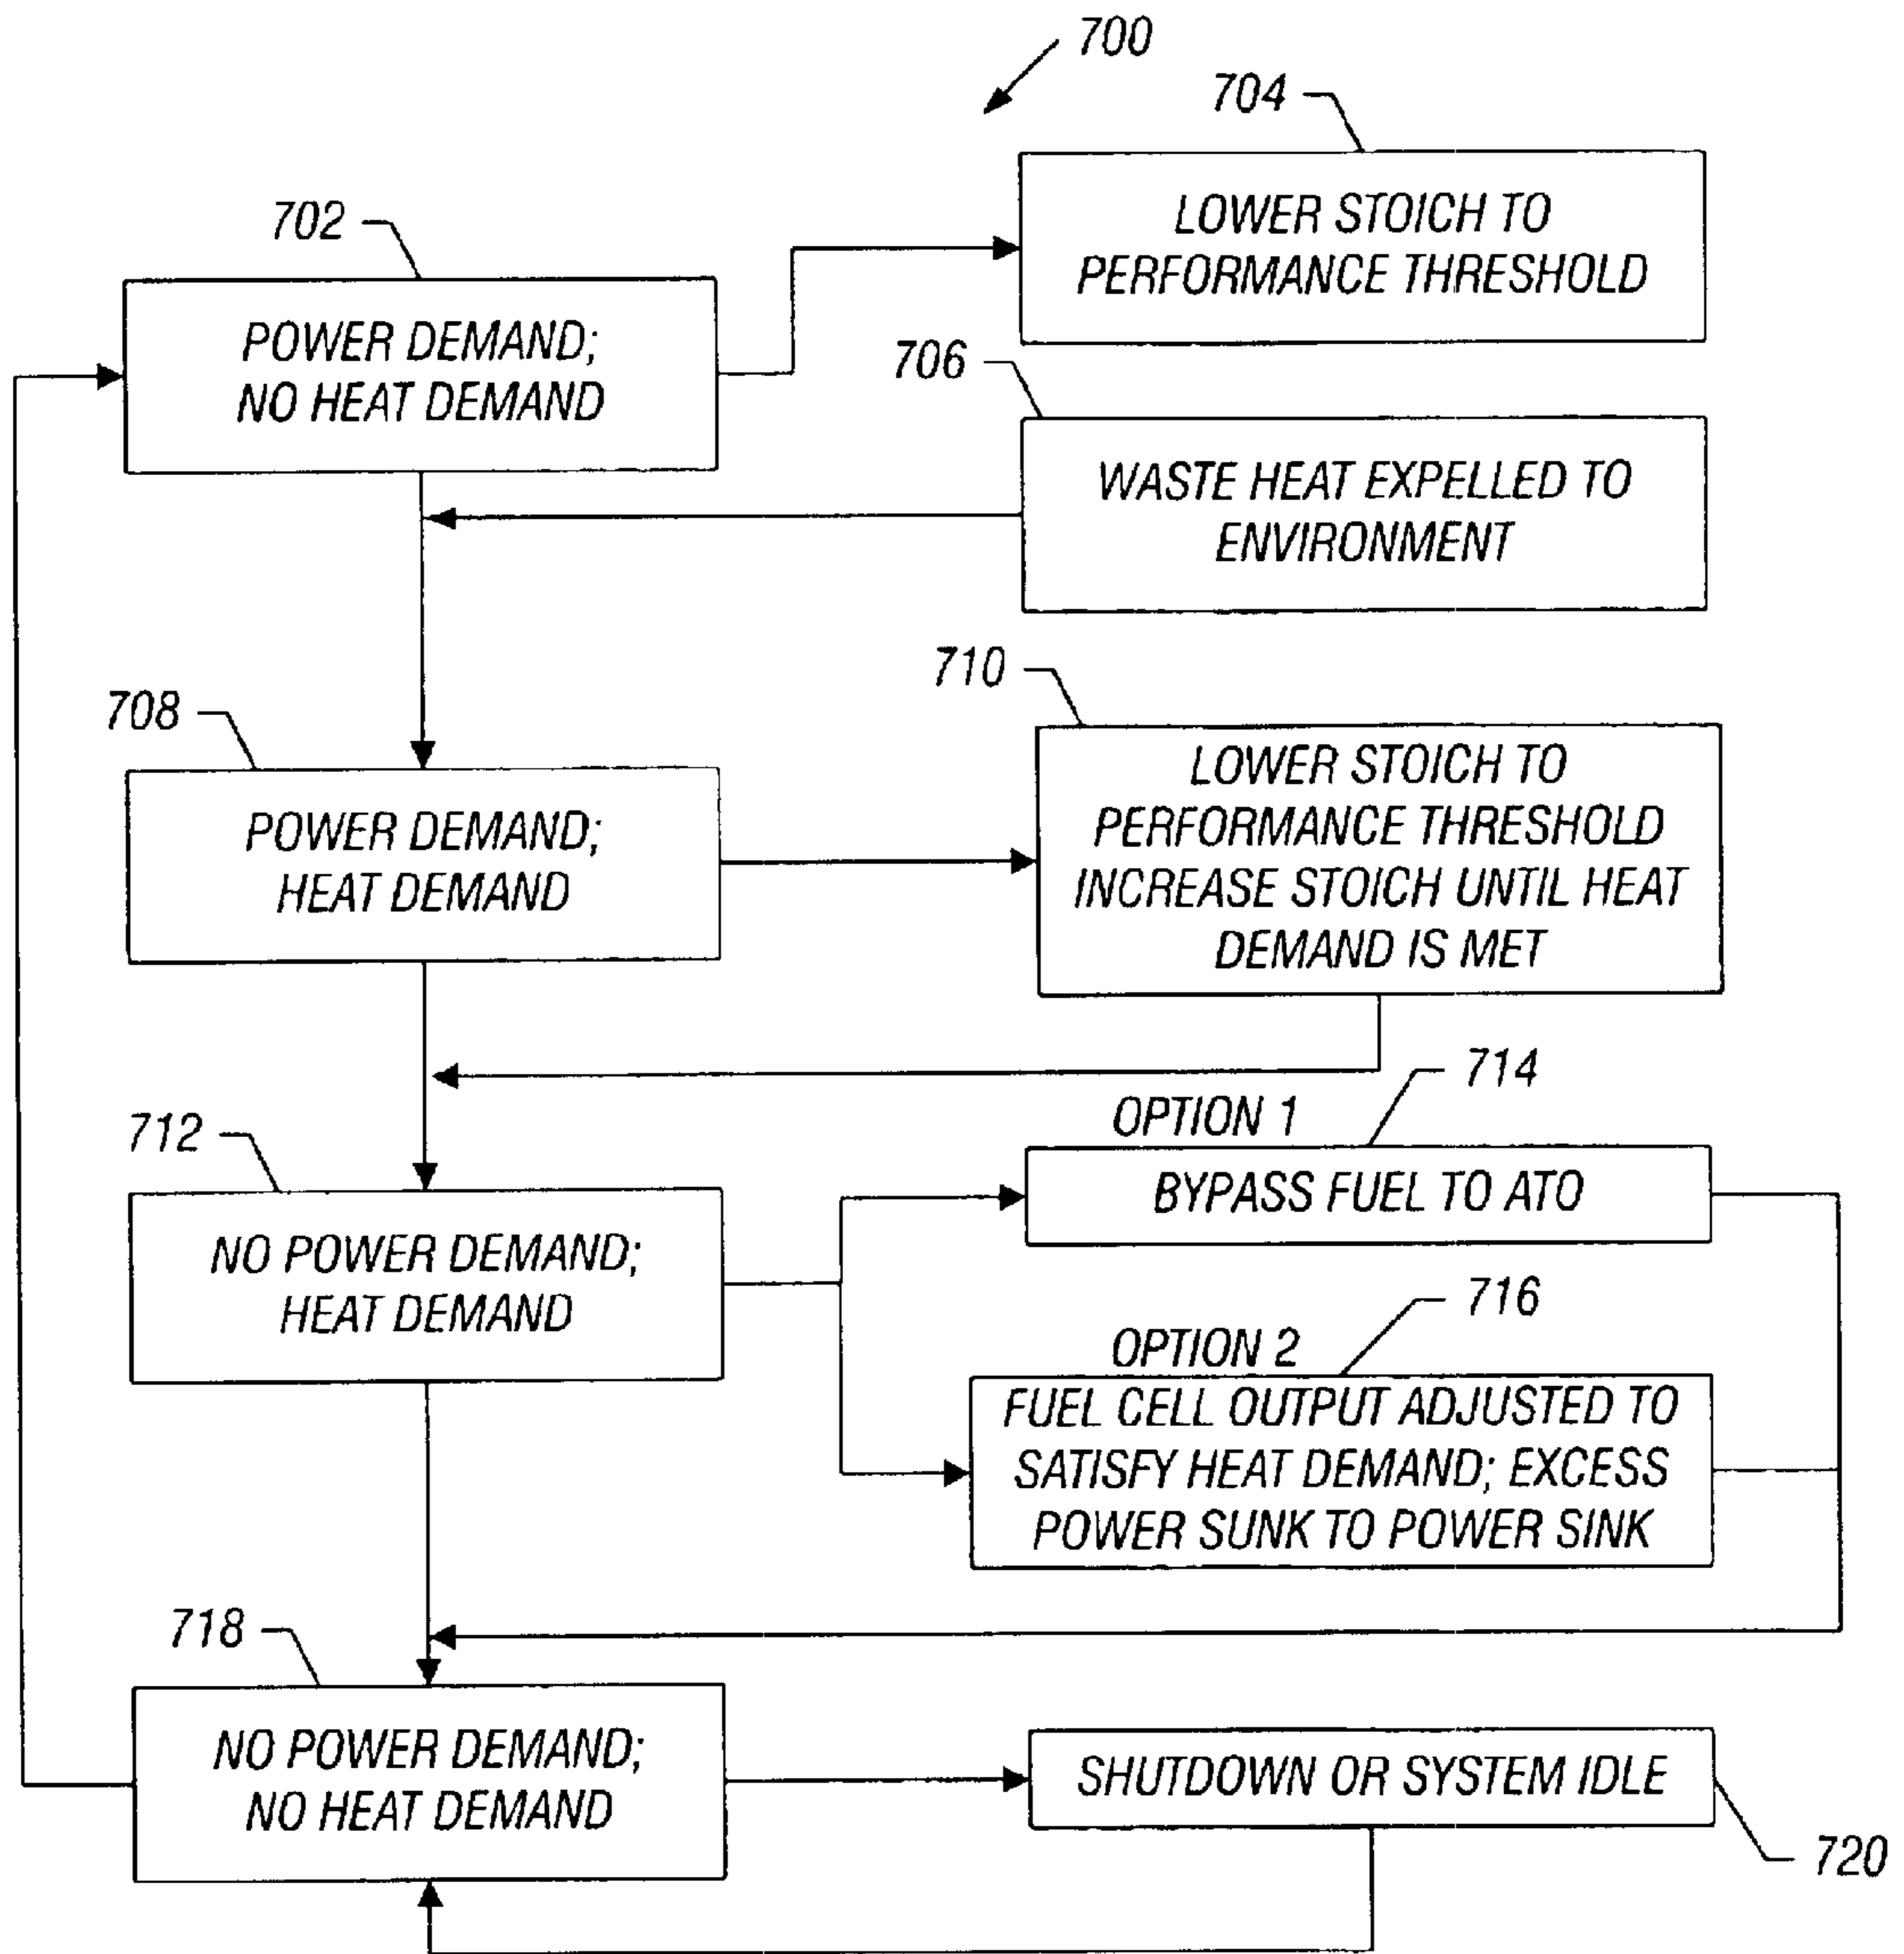 700
704
LOWER STOICH TO
PERFORMANCE THRESHOLD
702
POWER DEMAND;
NO HEAT DEMAND
706
WASTE HEAT EXPELLED TO
ENVIRONMENT
710
LOWER STOICH TO
PERFORMANCE THRESHOLD
INCREASE STOICH UNTIL HEAT
DEMAND IS MET
708
POWER DEMAND;
HEAT DEMAND
714
OPTION 1
BYPASS FUEL TO ATO
712
NO POWER DEMAND;
HEAT DEMAND
716
OPTION 2
FUEL CELL OUTPUT ADJUSTED TO
SATISFY HEAT DEMAND; EXCESS
POWER SUNK TO POWER SINK
718
NO POWER DEMAND;
NO HEAT DEMAND
SHUTDOWN OR SYSTEM IDLE
720